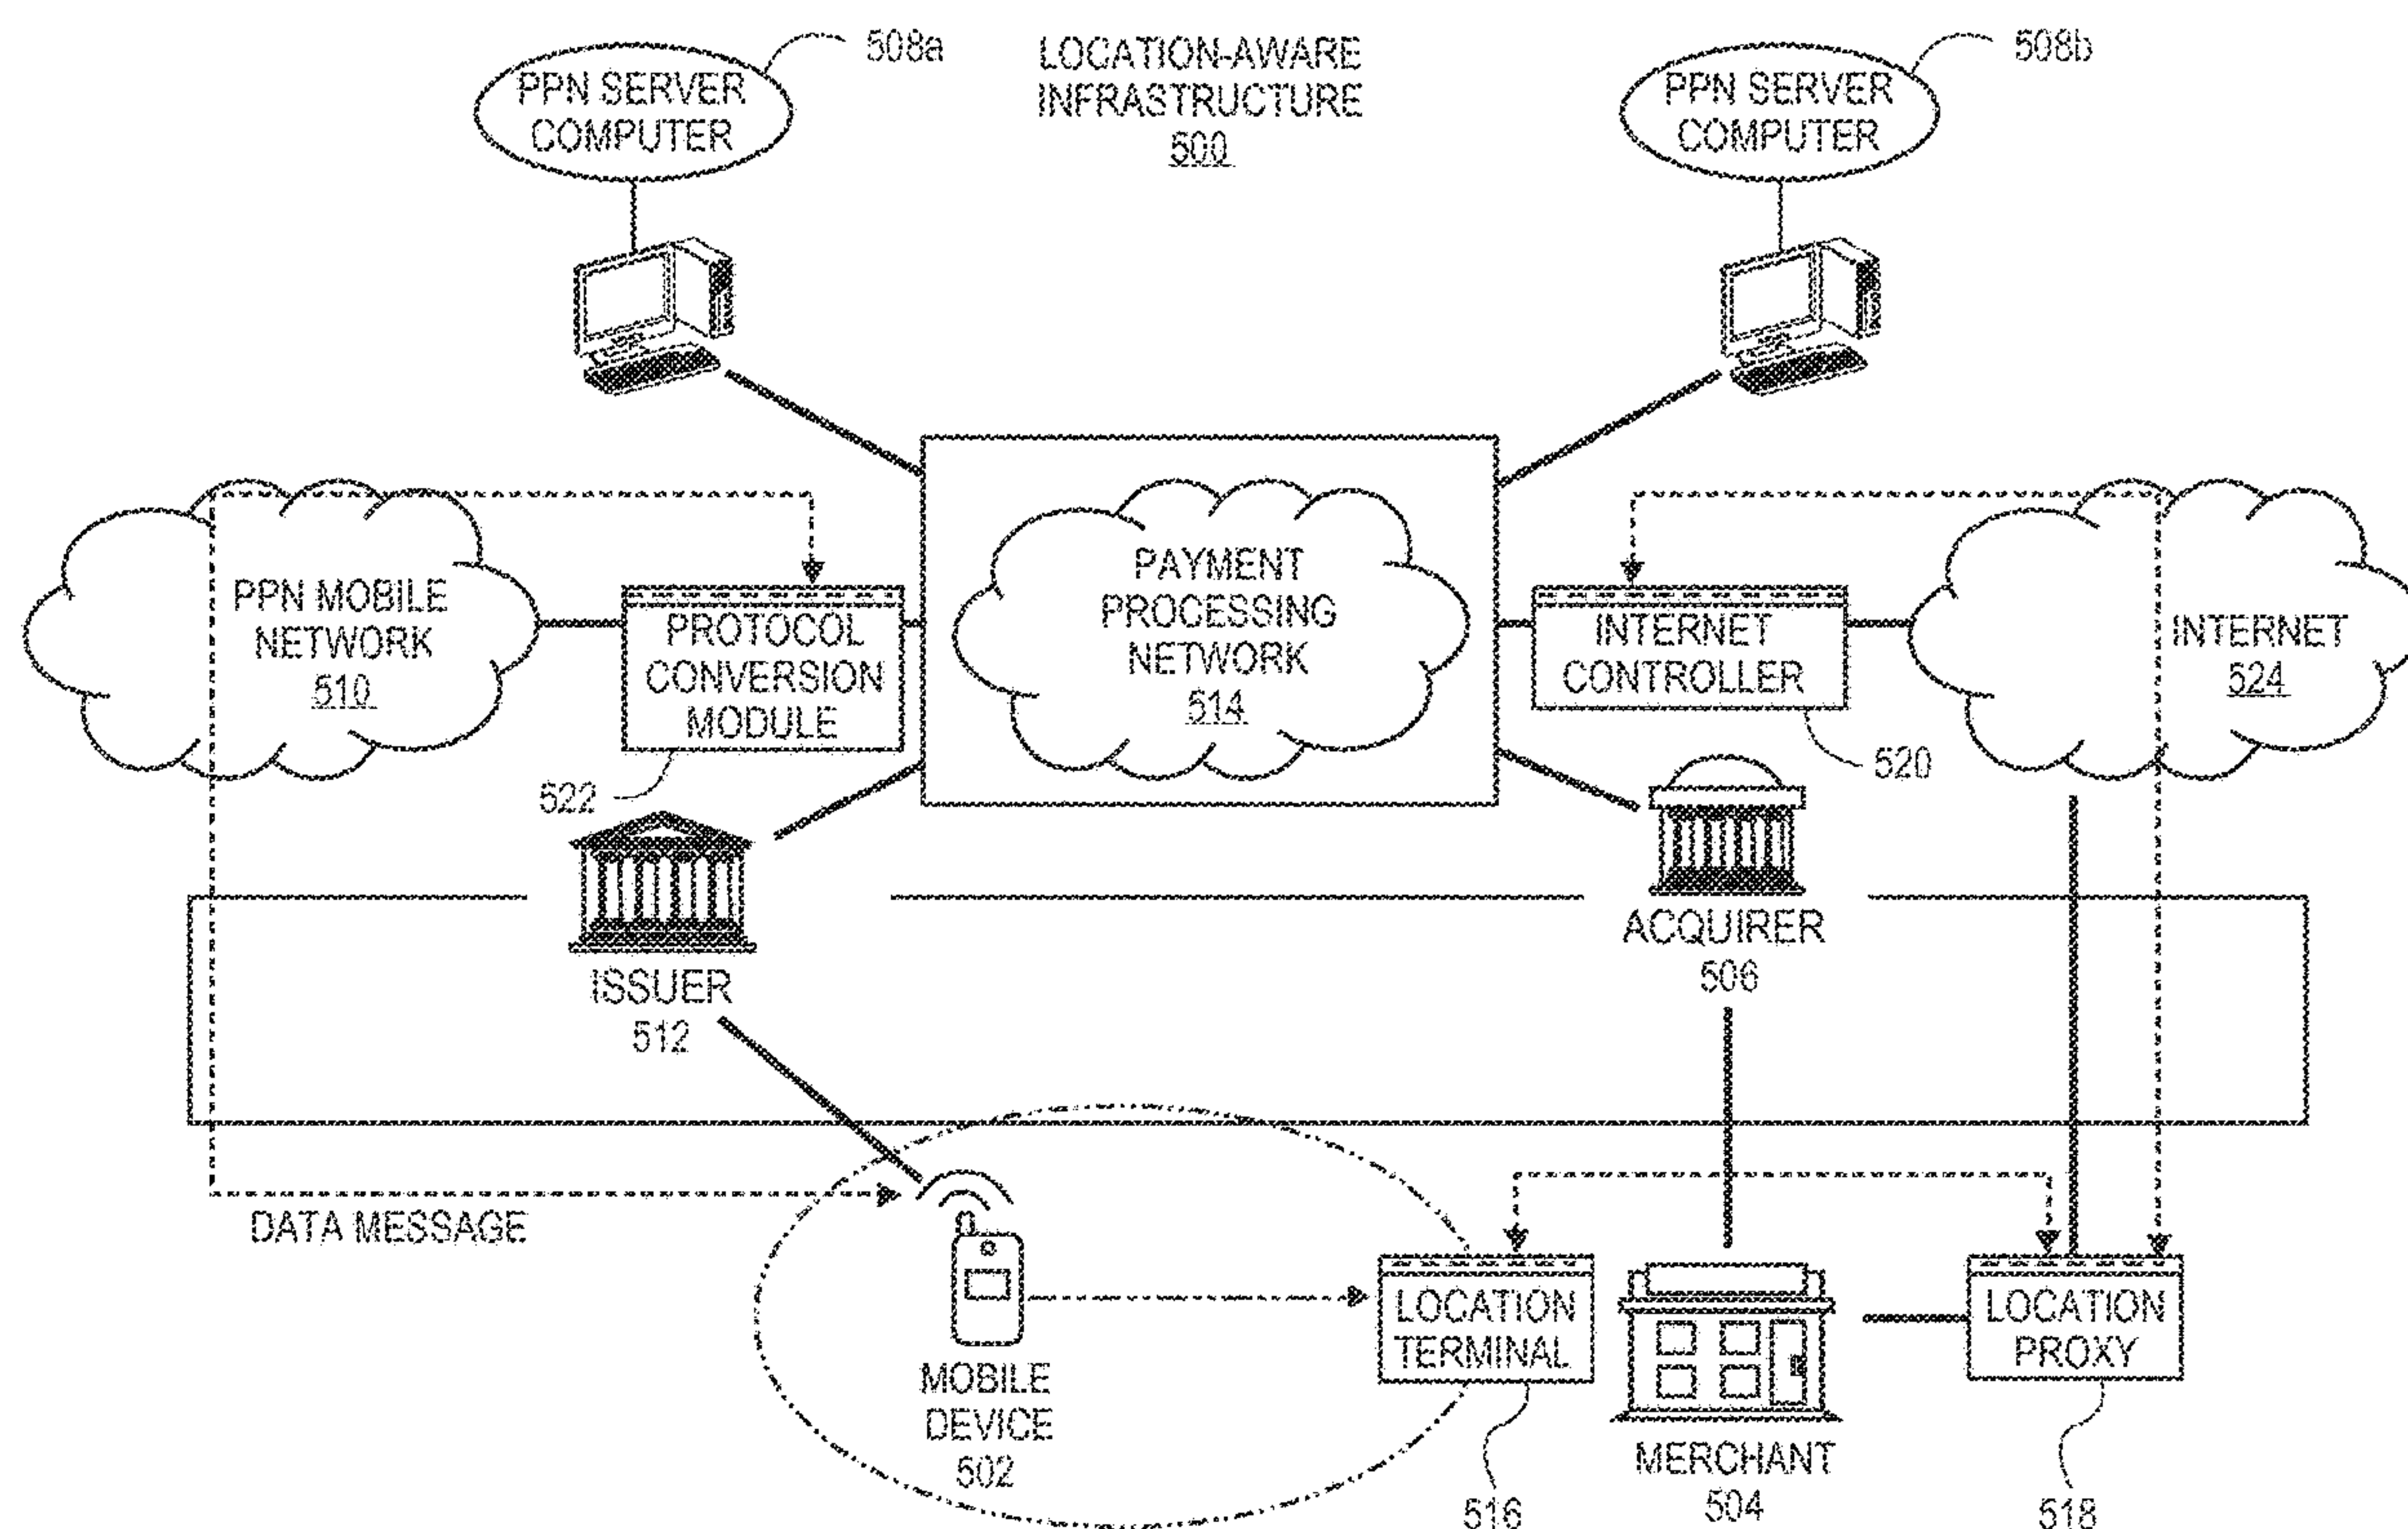 508a
PPN SERVER
COMPUTER
LOCATION-AWARE
INFRASTRUCTURE
500
508b
PPN SERVER
COMPUTER
PPN MOBILE
NETWORK
510
PROTOCOL
CONVERSION
MODULE
522
PAYMENT
PROCESSING
NETWORK
514
INTERNET
CONTROLLER
520
INTERNET
524
ISSUER
512
ACQUIRER
506
DATA MESSAGE
MOBILE
DEVICE
502
LOCATION
TERMINAL
516
MERCHANT
504
LOCATION
PROXY
518